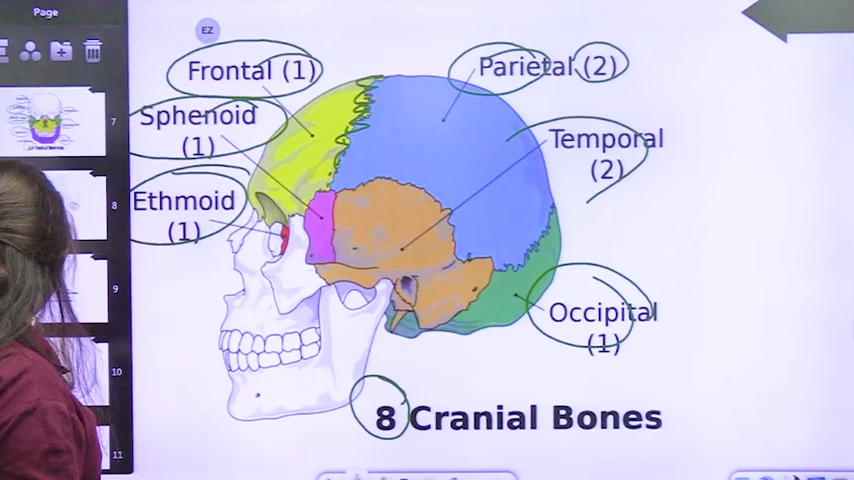 Page
EZ
Frontal (1)
Parietal (2)
Sphenoid
(1)
Temporal
(2)
Ethmoid
(1)
Occipital
(1)
8 Cranial Bones
7
8
9
10
11